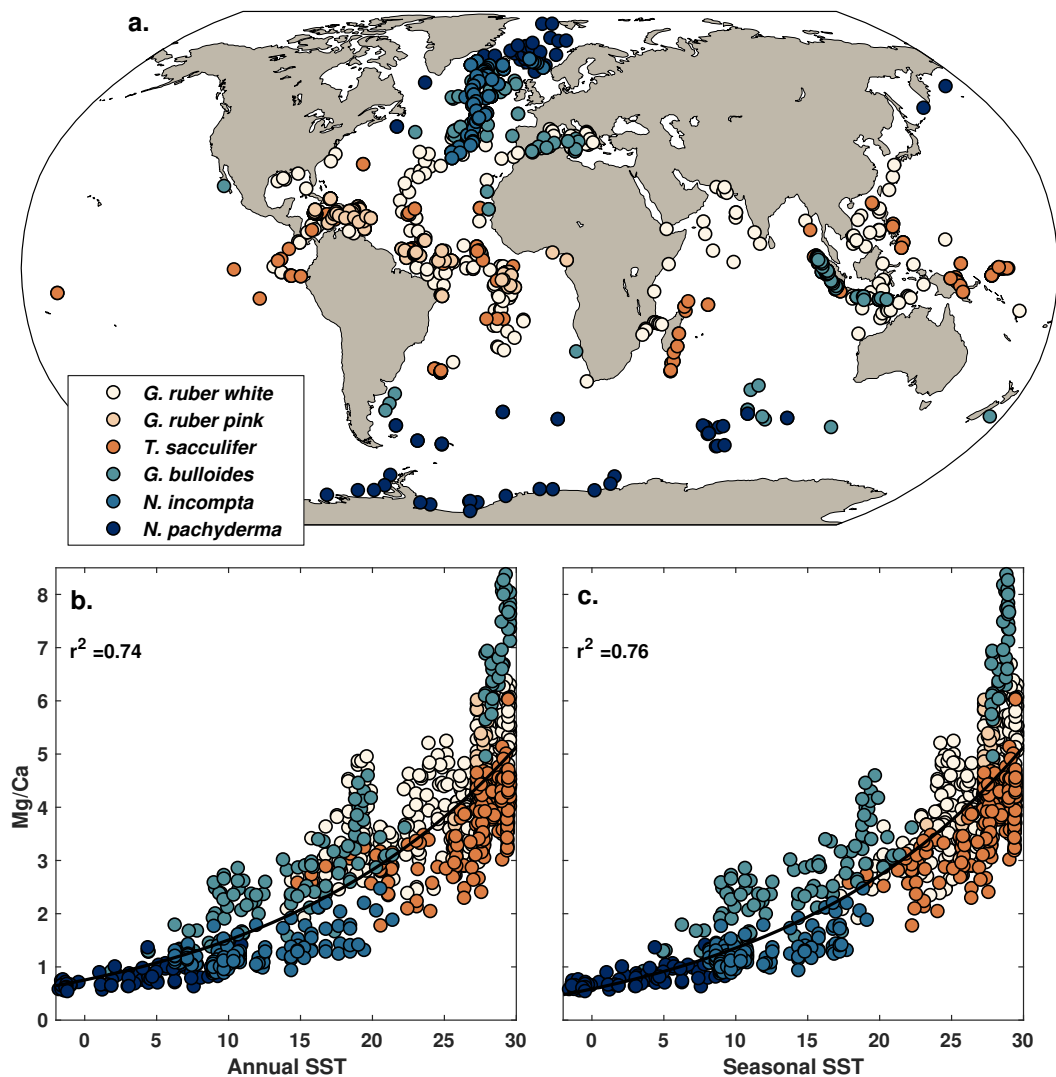 a.
G. ruber white
G. ruber pink
T. sacculifer
G. bulloides
N. incompta
N. pachyderma
b.
r² =0.74
8
7
6
5
4
3
2
1
0
Mg/Ca
0 5 10 15 20 25 30
Annual SST
c.
r² =0.76
0 5 10 15 20 25 30
Seasonal SST